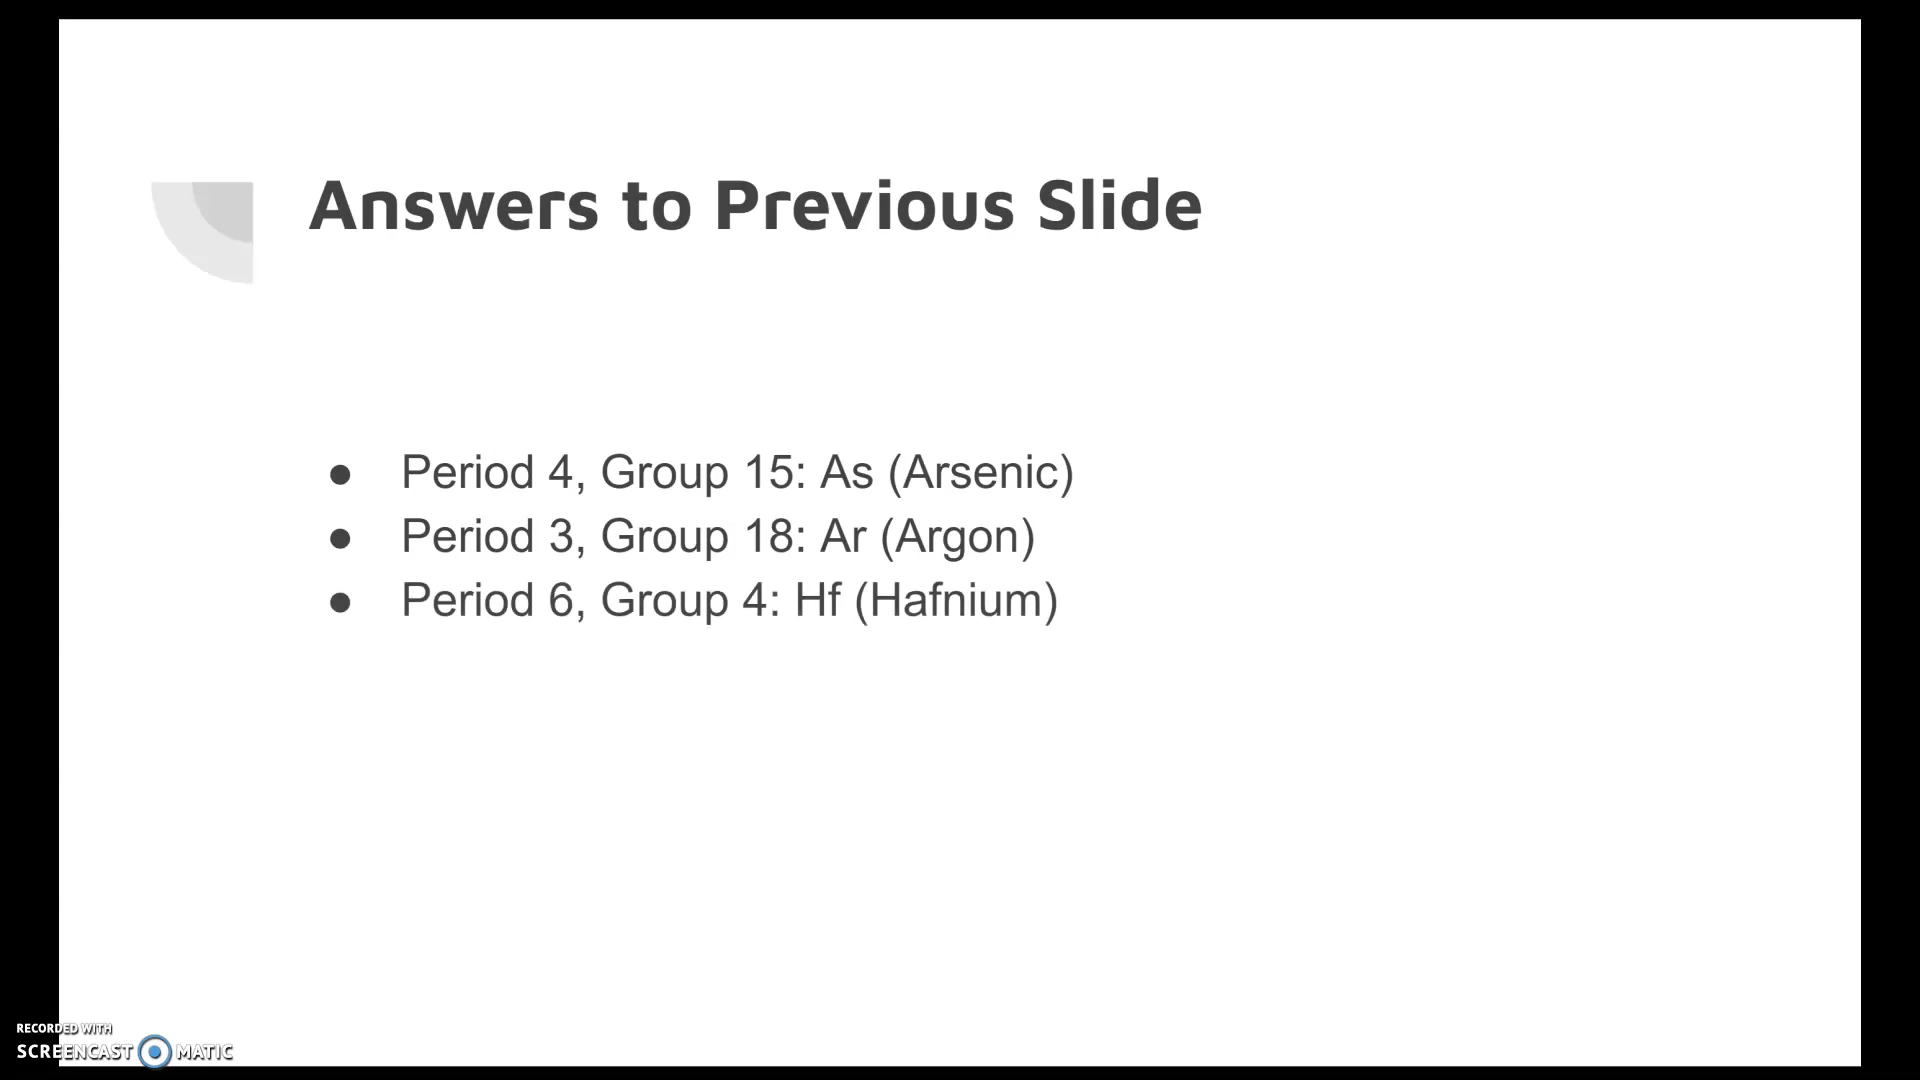 Answers to Previous Slide
● Period 4, Group 15: As (Arsenic)
● Period 3, Group 18: Ar (Argon)
● Period 6, Group 4: Hf (Hafnium)
RECORDED WITH
SCREENCAST MATIC